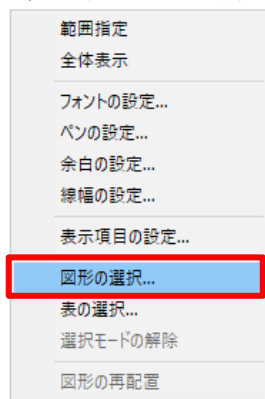 範囲指定
全体表示
フォントの設定...
ペンの設定...
余白の設定...
線幅の設定...
表示項目の設定...
図形の選択...
表の選択...
選択モードの解除
図形の再配置